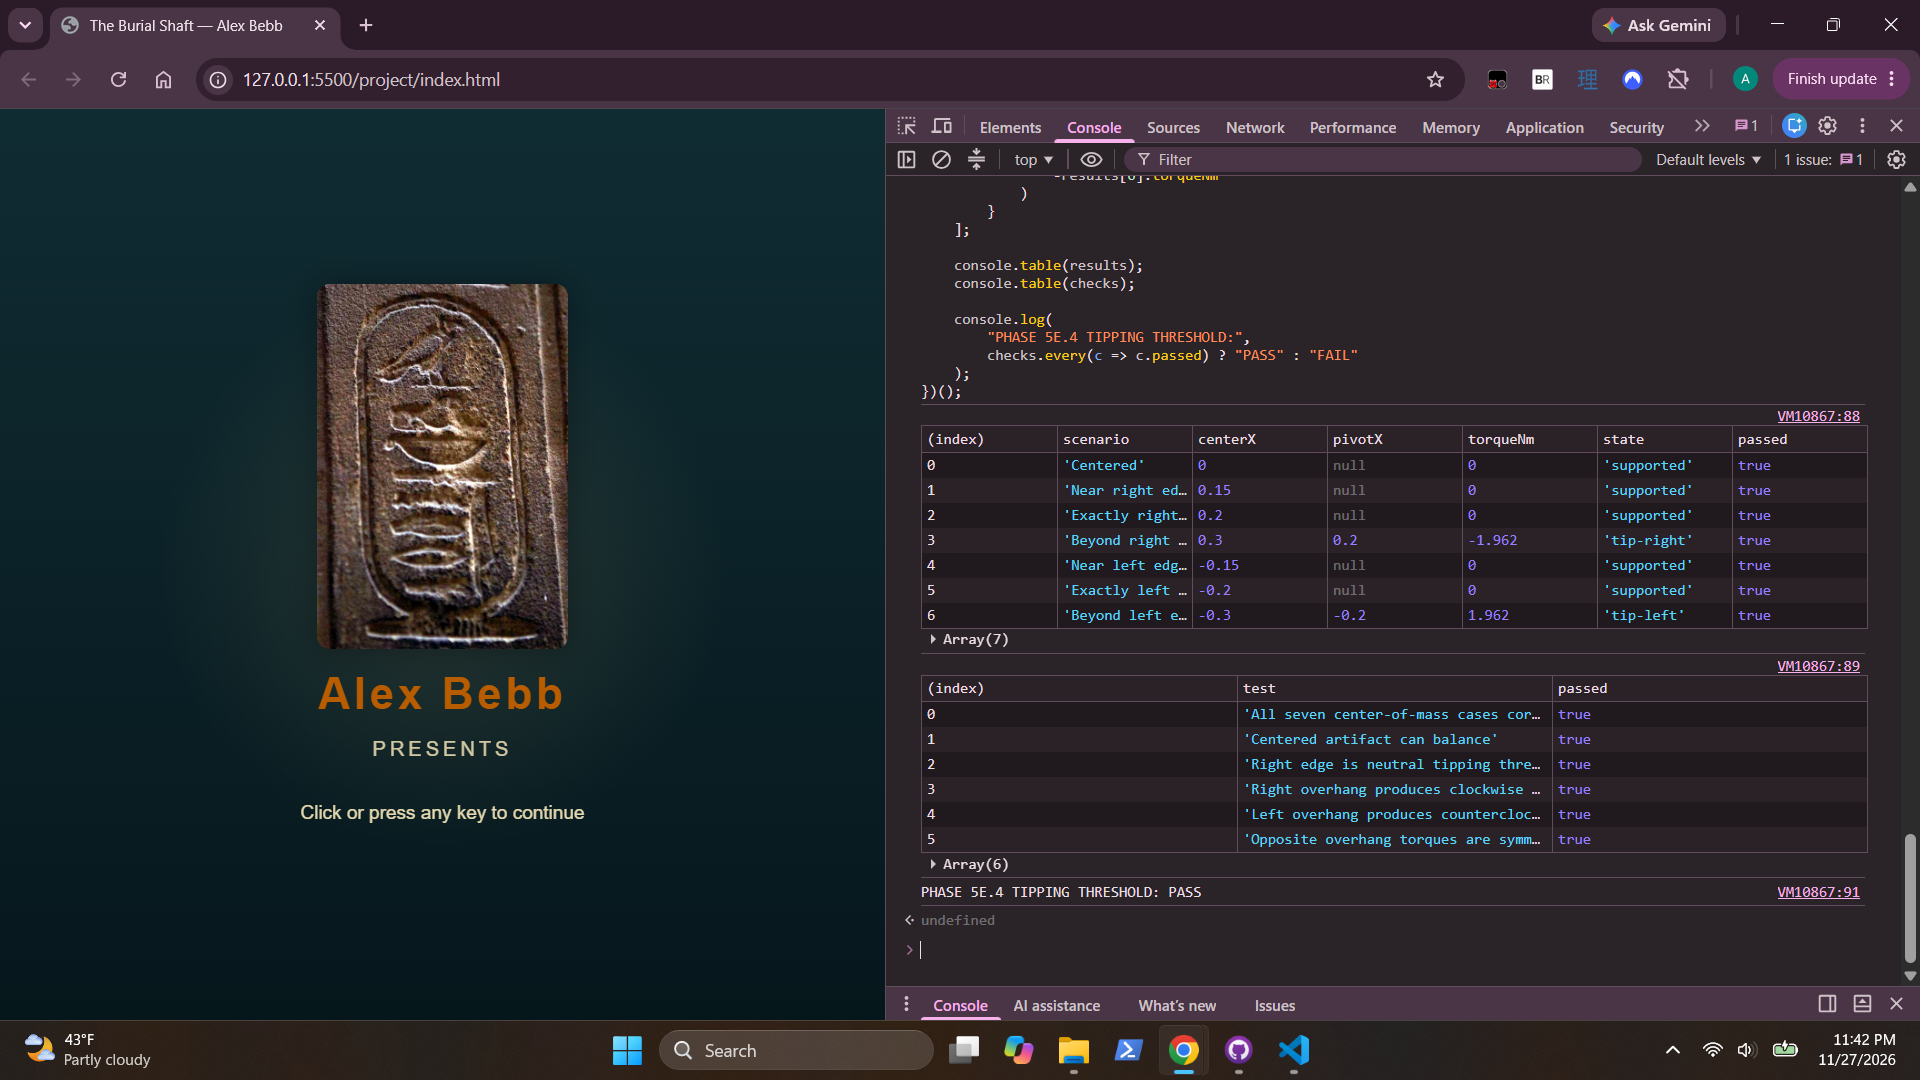 The Burial Shaft — Alex Bebb
Ask Gemini
127.0.0.1:5500/project/index.html
BR
A
Finish update
Elements Console Sources Network Performance Memory Application Security
1
top
Filter
Default levels
1 issue: 1
)
}
];
console.table(results);
console.table(checks);
console.log(
"PHASE 5E.4 TIPPING THRESHOLD:",
checks.every(c => c.passed) ? "PASS" : "FAIL"
);
})();
VM10867:88
(index) scenario centerX pivotX torqueNm state passed
0 'Centered' 0 null 0 'supported' true
1 'Near right ed… 0.15 null 0 'supported' true
2 'Exactly right… 0.2 null 0 'supported' true
3 'Beyond right … 0.3 0.2 -1.962 'tip-right' true
4 'Near left edg… -0.15 null 0 'supported' true
5 'Exactly left … -0.2 null 0 'supported' true
6 'Beyond left e… -0.3 -0.2 1.962 'tip-left' true
Array(7)
VM10867:89
(index) test passed
0 'All seven center-of-mass cases cor… true
1 'Centered artifact can balance' true
2 'Right edge is neutral tipping thre… true
3 'Right overhang produces clockwise … true
4 'Left overhang produces countercloc… true
5 'Opposite overhang torques are symm… true
Array(6)
PHASE 5E.4 TIPPING THRESHOLD: PASS VM10867:91
undefined
Alex Bebb
PRESENTS
Click or press any key to continue
Console AI assistance What's new Issues
43°F
Partly cloudy
Search
11:42 PM
11/27/2026